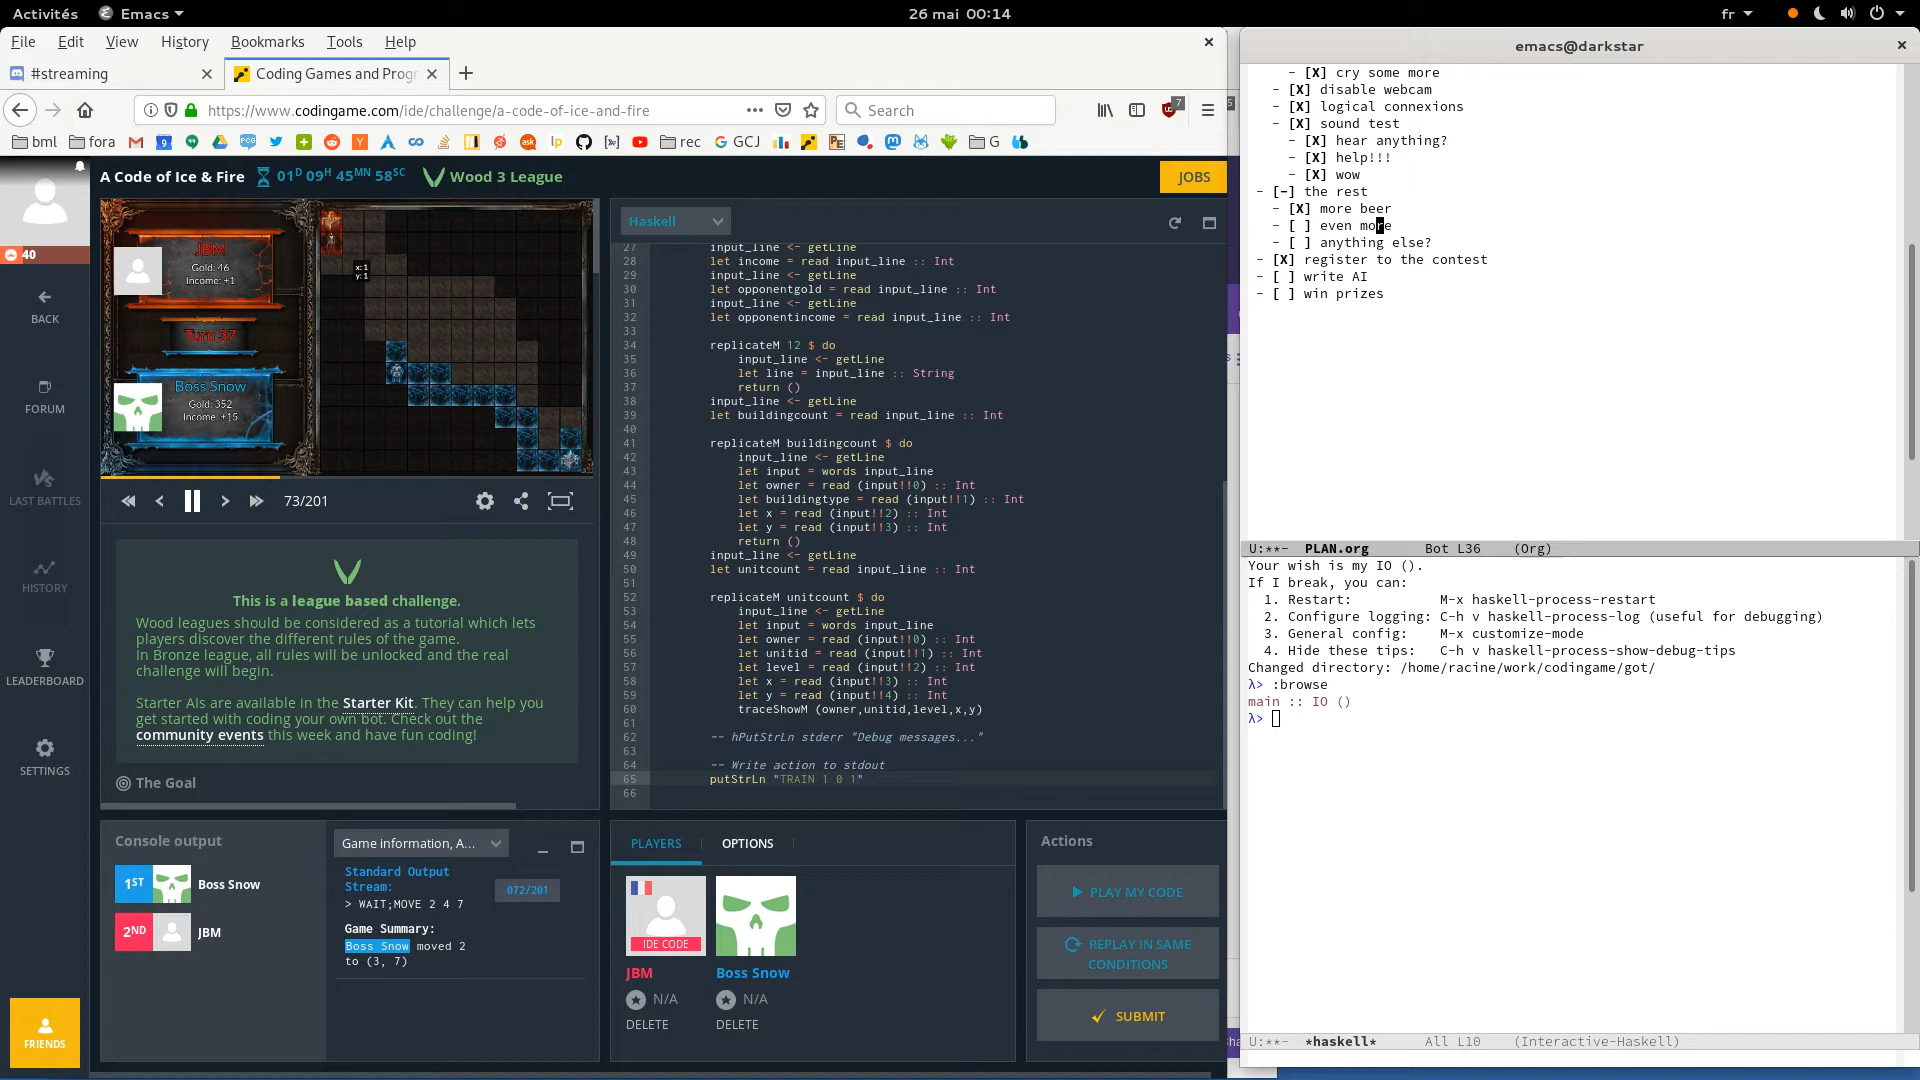 Activités
Emacs
26 mai 00:14
fr
File Edit View History Bookmarks Tools Help
#streaming
Coding Games and Progr
https://www.codingame.com/ide/challenge/a-code-of-ice-and-fire
Search
7
bml
fora
rec
GCJ
G
A Code of Ice & Fire
01D 09H 45MN 58SC
Wood 3 League
JOBS
40
BACK
FORUM
LAST BATTLES
HISTORY
LEADERBOARD
SETTINGS
FRIENDS
JBM
Gold: 46
Income: +1
Turn 37
Boss Snow
Gold: 352
Income: +15
x:1
y:1
73/201
This is a league based challenge.
Wood leagues should be considered as a tutorial which lets
players discover the different rules of the game.
In Bronze league, all rules will be unlocked and the real
challenge will begin.
Starter AIs are available in the Starter Kit. They can help you
get started with coding your own bot. Check out the
community events this week and have fun coding!
The Goal
Console output
1ST Boss Snow
2ND JBM
Game information, A...
Standard Output
Stream:
072/201
> WAIT;MOVE 2 4 7
Game Summary:
Boss Snow moved 2
to (3, 7)
Haskell
27 input_line <- getLine
28 let income = read input_line :: Int
29 input_line <- getLine
30 let opponentgold = read input_line :: Int
31 input_line <- getLine
32 let opponentincome = read input_line :: Int
33
34 replicateM 12 $ do
35 input_line <- getLine
36 let line = input_line :: String
37 return ()
38 input_line <- getLine
39 let buildingcount = read input_line :: Int
40
41 replicateM buildingcount $ do
42 input_line <- getLine
43 let input = words input_line
44 let owner = read (input!!0) :: Int
45 let buildingtype = read (input!!1) :: Int
46 let x = read (input!!2) :: Int
47 let y = read (input!!3) :: Int
48 return ()
49 input_line <- getLine
50 let unitcount = read input_line :: Int
51
52 replicateM unitcount $ do
53 input_line <- getLine
54 let input = words input_line
55 let owner = read (input!!0) :: Int
56 let unitid = read (input!!1) :: Int
57 let level = read (input!!2) :: Int
58 let x = read (input!!3) :: Int
59 let y = read (input!!4) :: Int
60 traceShowM (owner,unitid,level,x,y)
61
62 -- hPutStrLn stderr "Debug messages..."
63
64 -- Write action to stdout
65 putStrLn "TRAIN 1 0 1"
66
PLAYERS
OPTIONS
IDE CODE
JBM
N/A
DELETE
Boss Snow
N/A
DELETE
Actions
PLAY MY CODE
REPLAY IN SAME
CONDITIONS
SUBMIT
emacs@darkstar
- [X] cry some more
- [X] disable webcam
- [X] logical connexions
- [X] sound test
- [X] hear anything?
- [X] help!!!
- [X] wow
- [-] the rest
- [X] more beer
- [ ] even more
- [ ] anything else?
- [X] register to the contest
- [ ] write AI
- [ ] win prizes
U:**- PLAN.org Bot L36 (Org)
Your wish is my IO ().
If I break, you can:
1. Restart: M-x haskell-process-restart
2. Configure logging: C-h v haskell-process-log (useful for debugging)
3. General config: M-x customize-mode
4. Hide these tips: C-h v haskell-process-show-debug-tips
Changed directory: /home/racine/work/codingame/got/
λ> :browse
main :: IO ()
λ>
U:**- *haskell* All L10 (Interactive-Haskell)